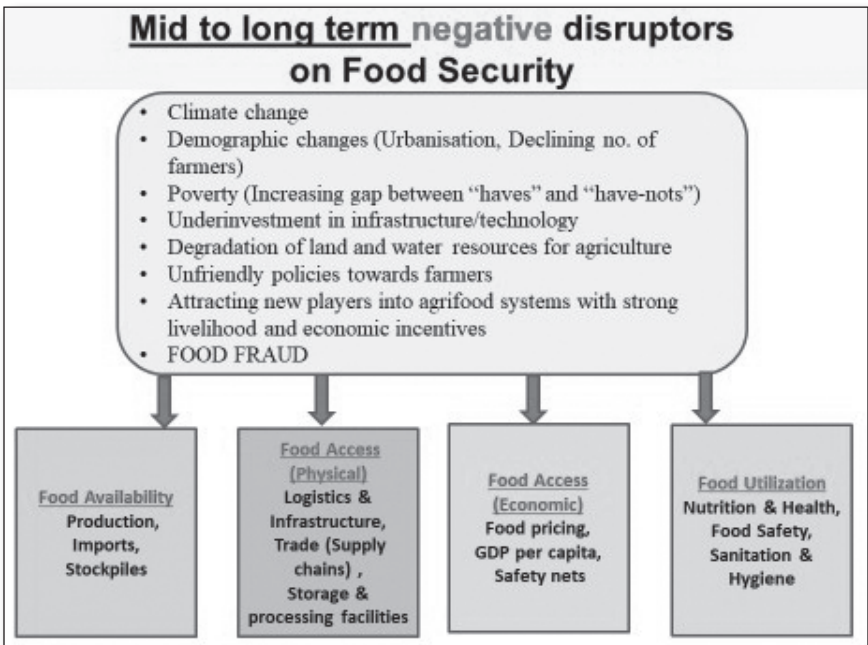 Mid to long term negative disruptors
on Food Security
• Climate change
• Demographic changes (Urbanisation, Declining no. of
farmers)
• Poverty (Increasing gap between “haves” and “have-nots”)
• Underinvestment in infrastructure/technology
• Degradation of land and water resources for agriculture
• Unfriendly policies towards farmers
• Attracting new players into agrifood systems with strong
livelihood and economic incentives
• FOOD FRAUD
Food Availability
Production,
Imports,
Stockpiles
Food Access
(Physical)
Logistics &
Infrastructure,
Trade (Supply
chains) ,
Storage &
processing facilities
Food Access
(Economic)
Food pricing,
GDP per capita,
Safety nets
Food Utilization
Nutrition & Health,
Food Safety,
Sanitation &
Hygiene